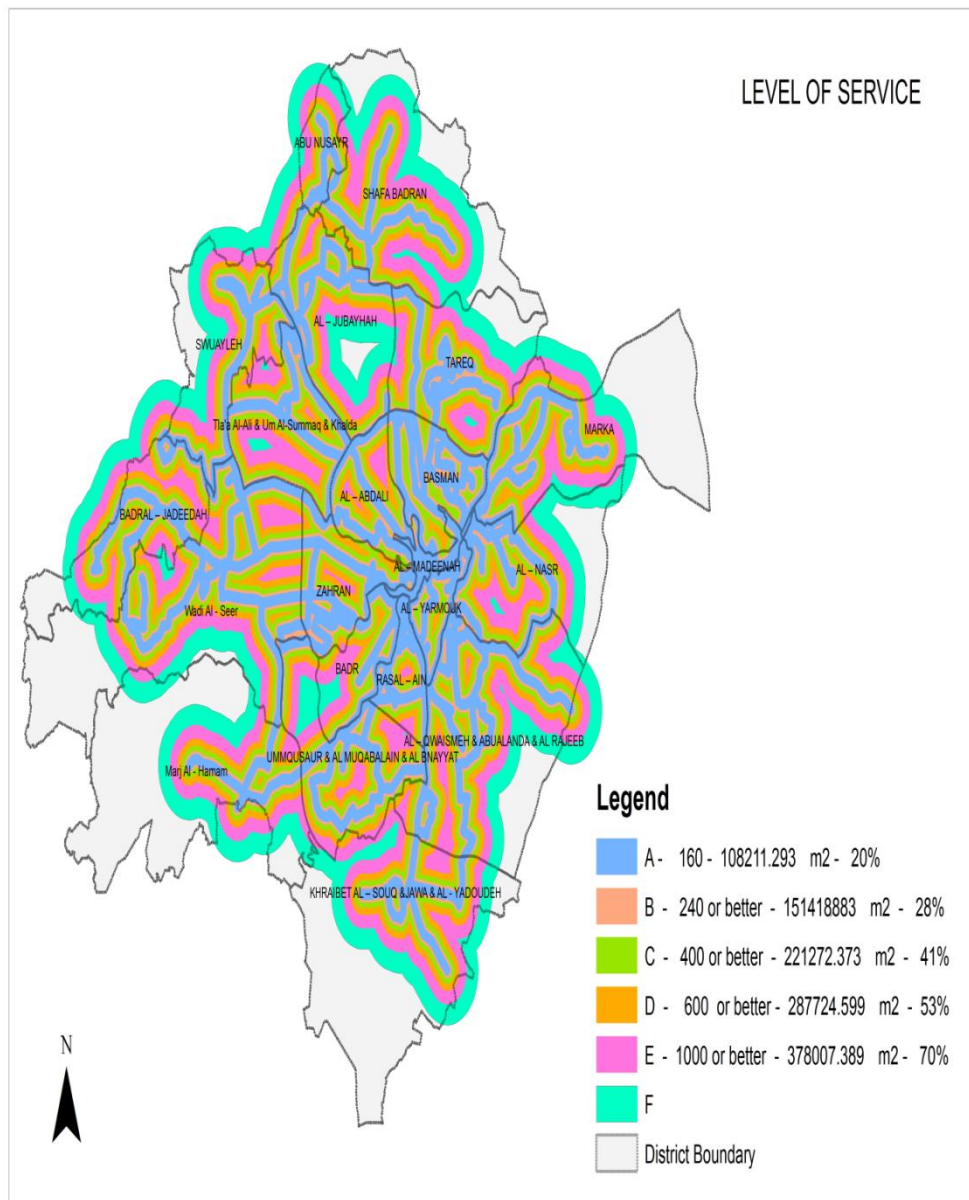 LEVEL OF SERVICE
ABU NUSAYR
SHAFA BADRAN
AL – JUBAYHAH
SWUAYLEH
TAREQ
Tla'a Al-Ali & Um Al-Summaq & Khalda
MARKA
BASMAN
AL – ABDALI
BADRAL – JADEEDAH
AL – MADEENAH
AL – NASR
ZAHRAN
Wadi Al - Seer
AL – YARMOUK
BADR
RASAL – AIN
AL – QWAISMEH & ABUALANDA & AL RAJEEB
UMMQUSAUR & AL MUQABALAIN & AL BNAYYAT
Marj Al - Hamam
KHRAIBET AL – SOUQ &JAWA & AL - YADOUDEH
Legend
A - 160 - 108211.293 m2 - 20%
B - 240 or better - 151418883 m2 - 28%
C - 400 or better - 221272.373 m2 - 41%
D - 600 or better - 287724.599 m2 - 53%
E - 1000 or better - 378007.389 m2 - 70%
F
District Boundary
N